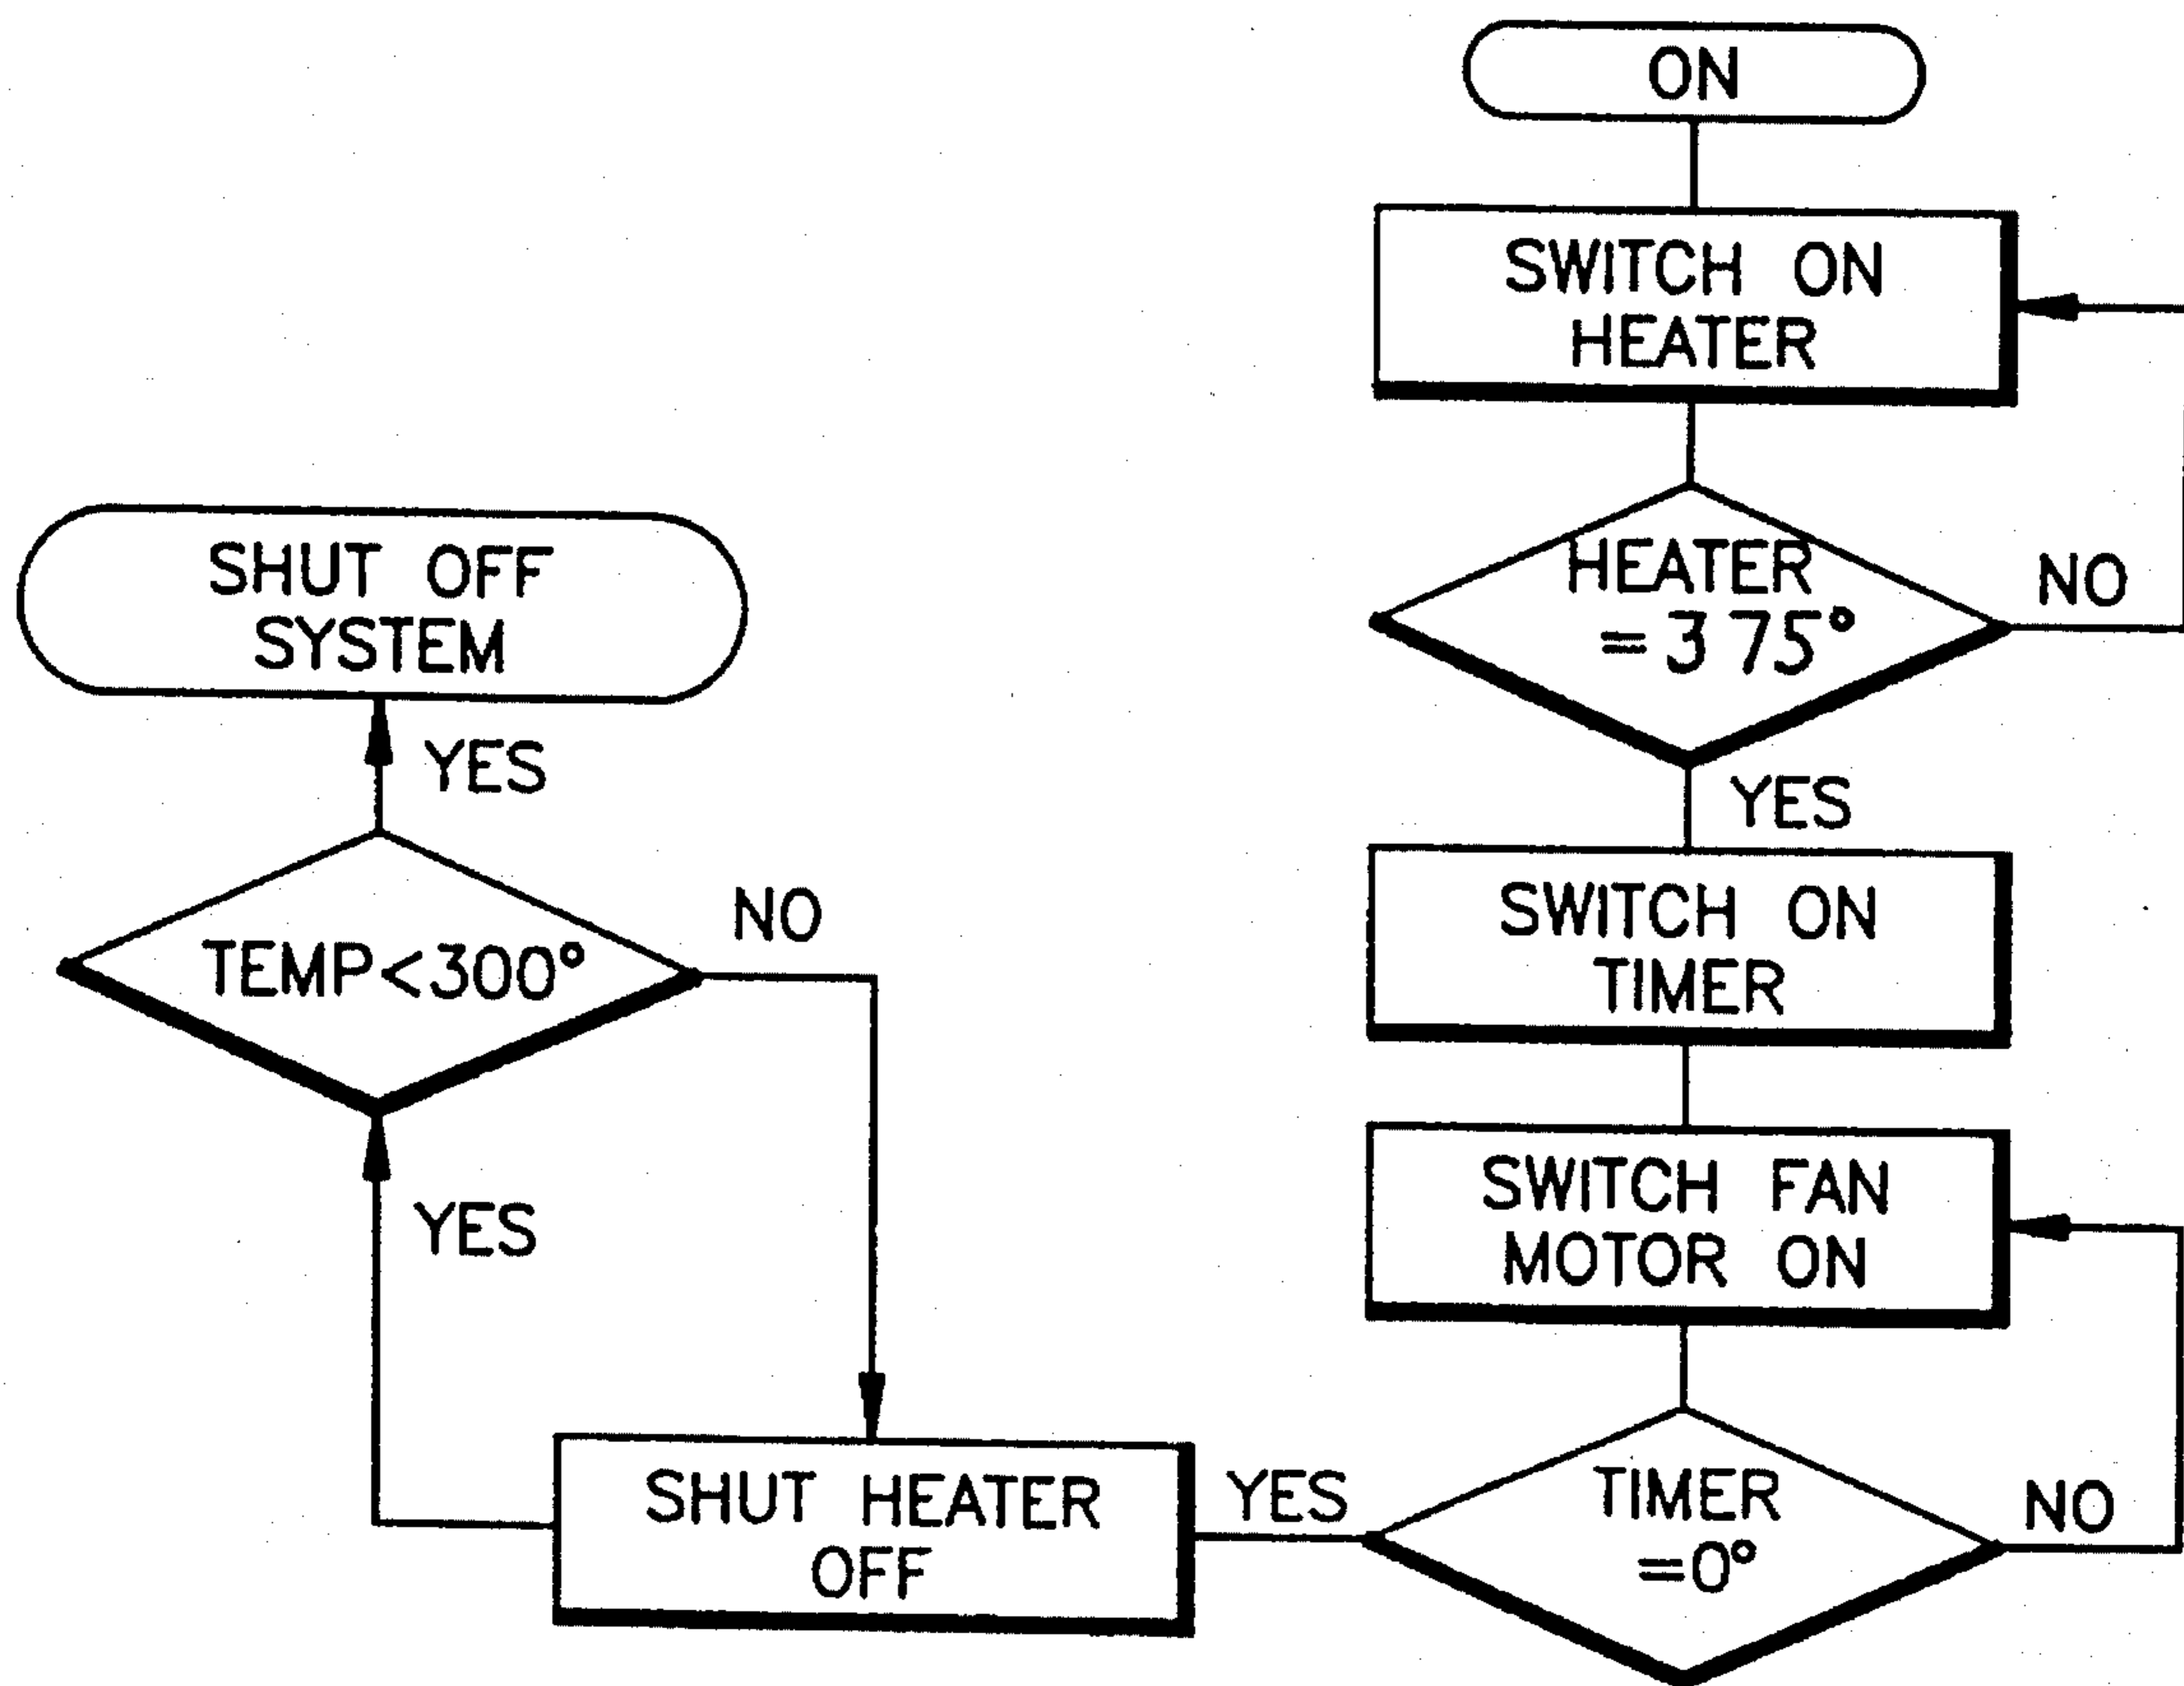 ON
SWITCH ON
HEATER
HEATER
= 375°
NO
YES
SWITCH ON
TIMER
SWITCH FAN
MOTOR ON
TIMER
=0°
NO
YES
SHUT HEATER
OFF
YES
TEMP<300°
NO
YES
SHUT OFF
SYSTEM